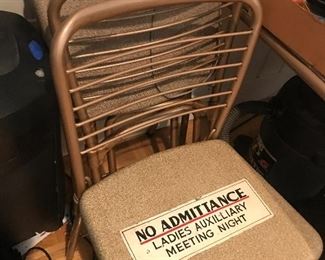 NO ADMITTANCE
LADIES AUXILLIARY
MEETING NIGHT